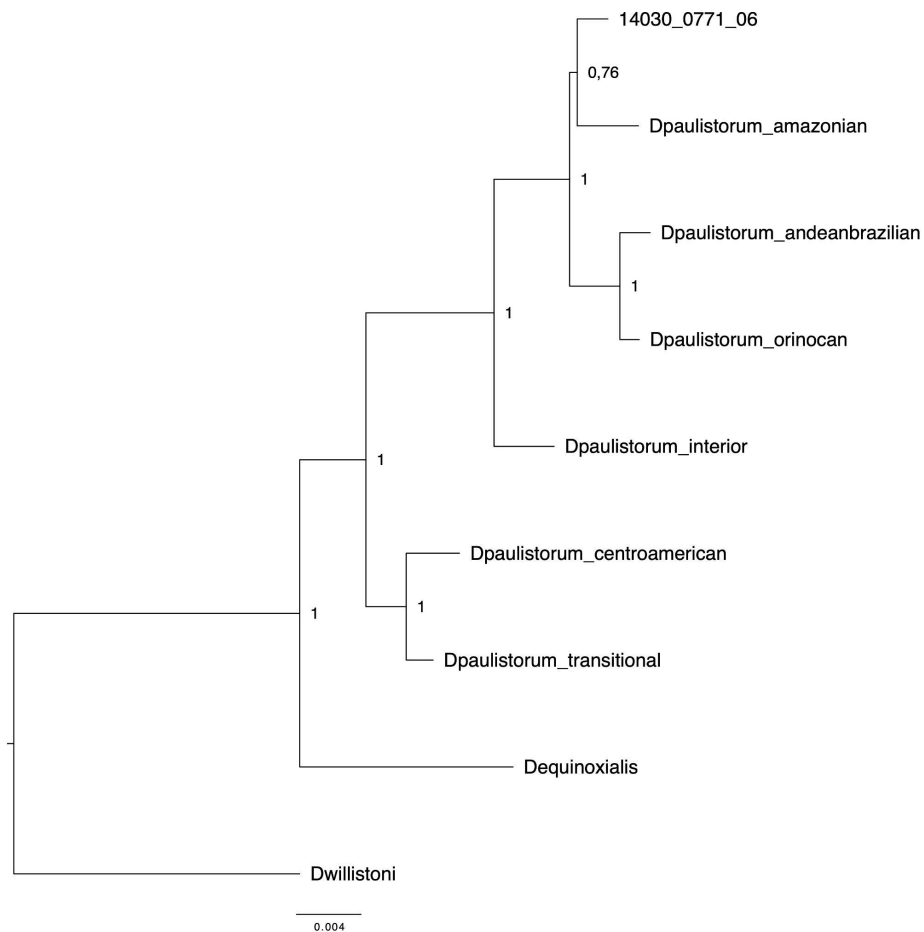 14030_0771_06
0,76
Dpaulistorum_amazonian
1
Dpaulistorum_andeanbrazilian
1
1
Dpaulistorum_orinocan
Dpaulistorum_interior
1
Dpaulistorum_centroamerican
1
1
Dpaulistorum_transitional
Dequinoxialis
Dwillistoni
0.004